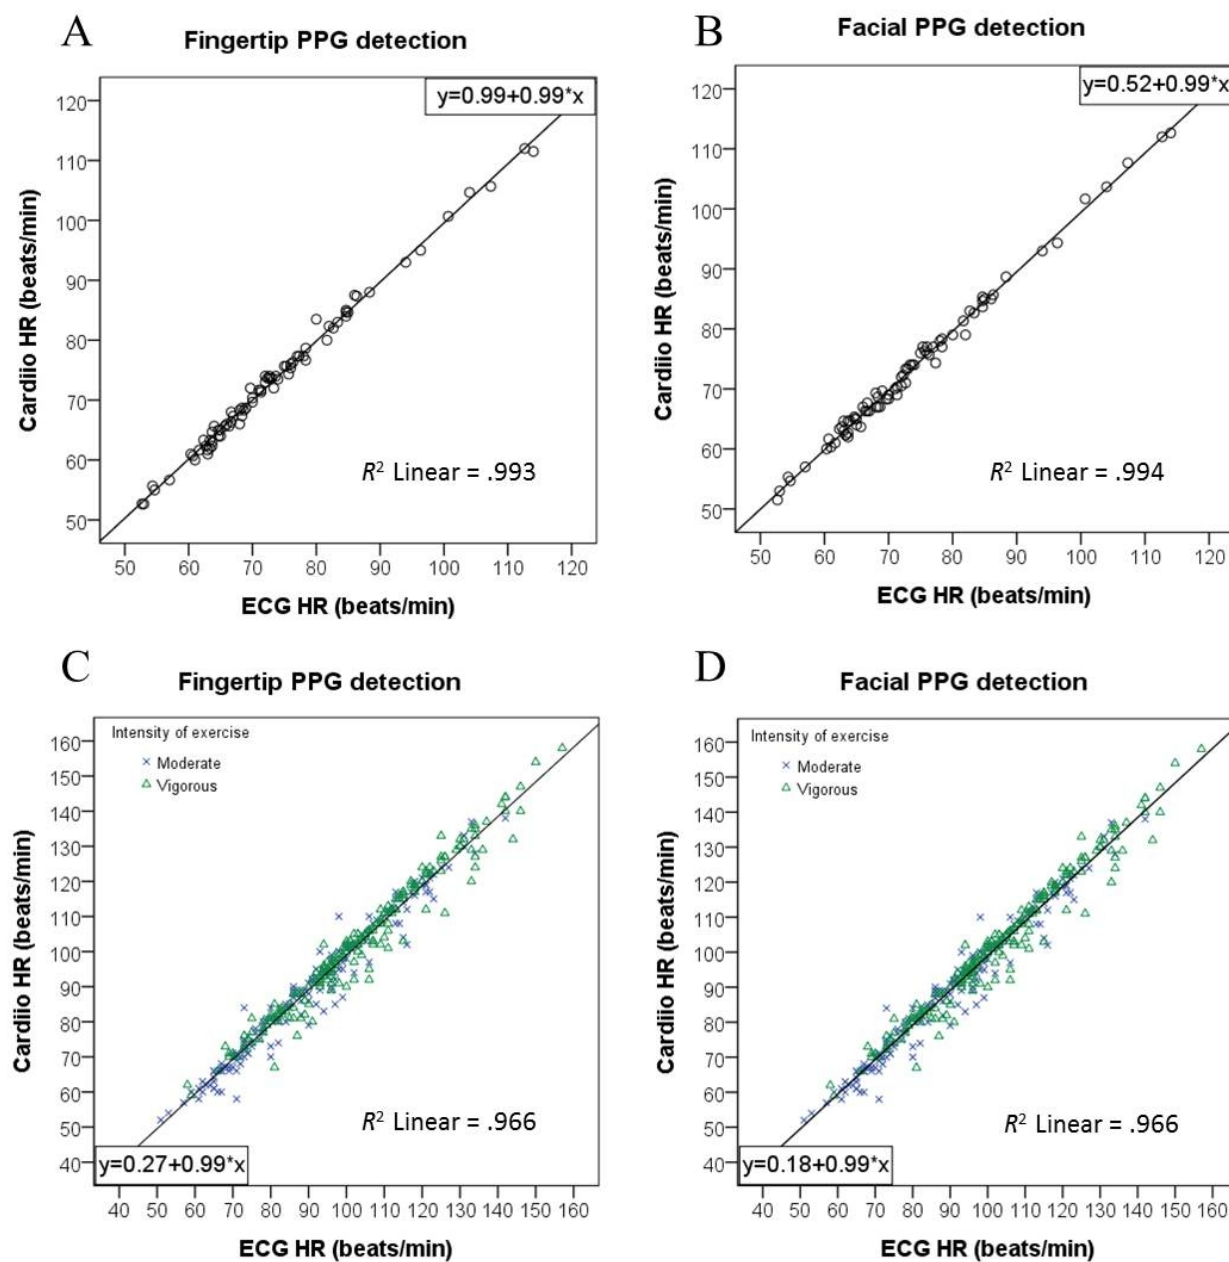 A
Fingertip PPG detection
y=0.99+0.99*x
120
110
100
90
80
70
60
50
Cardiio HR (beats/min)
R² Linear = .993
50 60 70 80 90 100 110 120
ECG HR (beats/min)
B
Facial PPG detection
y=0.52+0.99*x
120
110
100
90
80
70
60
50
Cardiio HR (beats/min)
R² Linear = .994
50 60 70 80 90 100 110 120
ECG HR (beats/min)
C
Fingertip PPG detection
Intensity of exercise
× Moderate
△ Vigorous
160
150
140
130
120
110
100
90
80
70
60
50
40
Cardiio HR (beats/min)
R² Linear = .966
y=0.27+0.99*x
40 50 60 70 80 90 100 110 120 130 140 150 160
ECG HR (beats/min)
D
Facial PPG detection
Intensity of exercise
× Moderate
△ Vigorous
160
150
140
130
120
110
100
90
80
70
60
50
40
Cardiio HR (beats/min)
R² Linear = .966
y=0.18+0.99*x
40 50 60 70 80 90 100 110 120 130 140 150 160
ECG HR (beats/min)